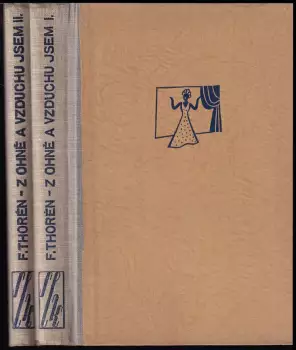 F. THORÉN – Z OHNĚ A VZDUCHU JSEM II.
F. THORÉN – Z OHNĚ A VZDUCHU JSEM I.